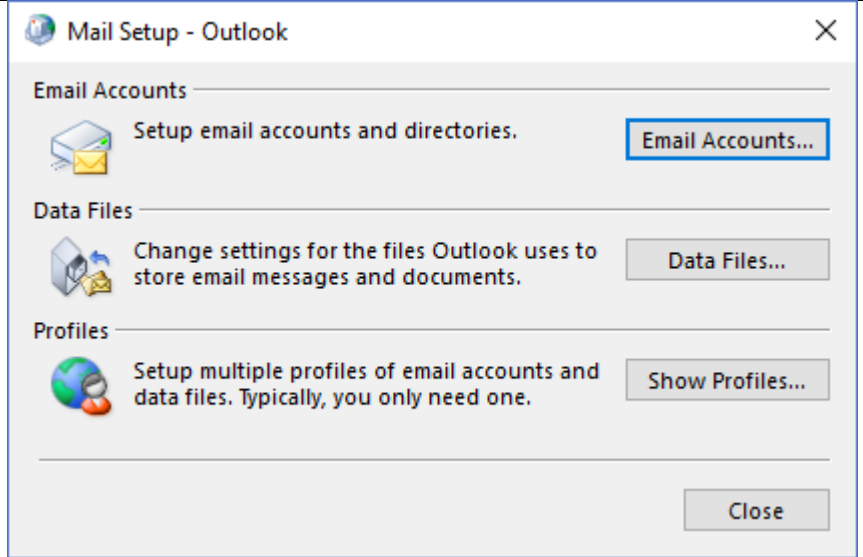 Mail Setup - Outlook
Email Accounts
Setup email accounts and directories.
Email Accounts...
Data Files
Change settings for the files Outlook uses to
store email messages and documents.
Data Files...
Profiles
Setup multiple profiles of email accounts and
data files. Typically, you only need one.
Show Profiles...
Close